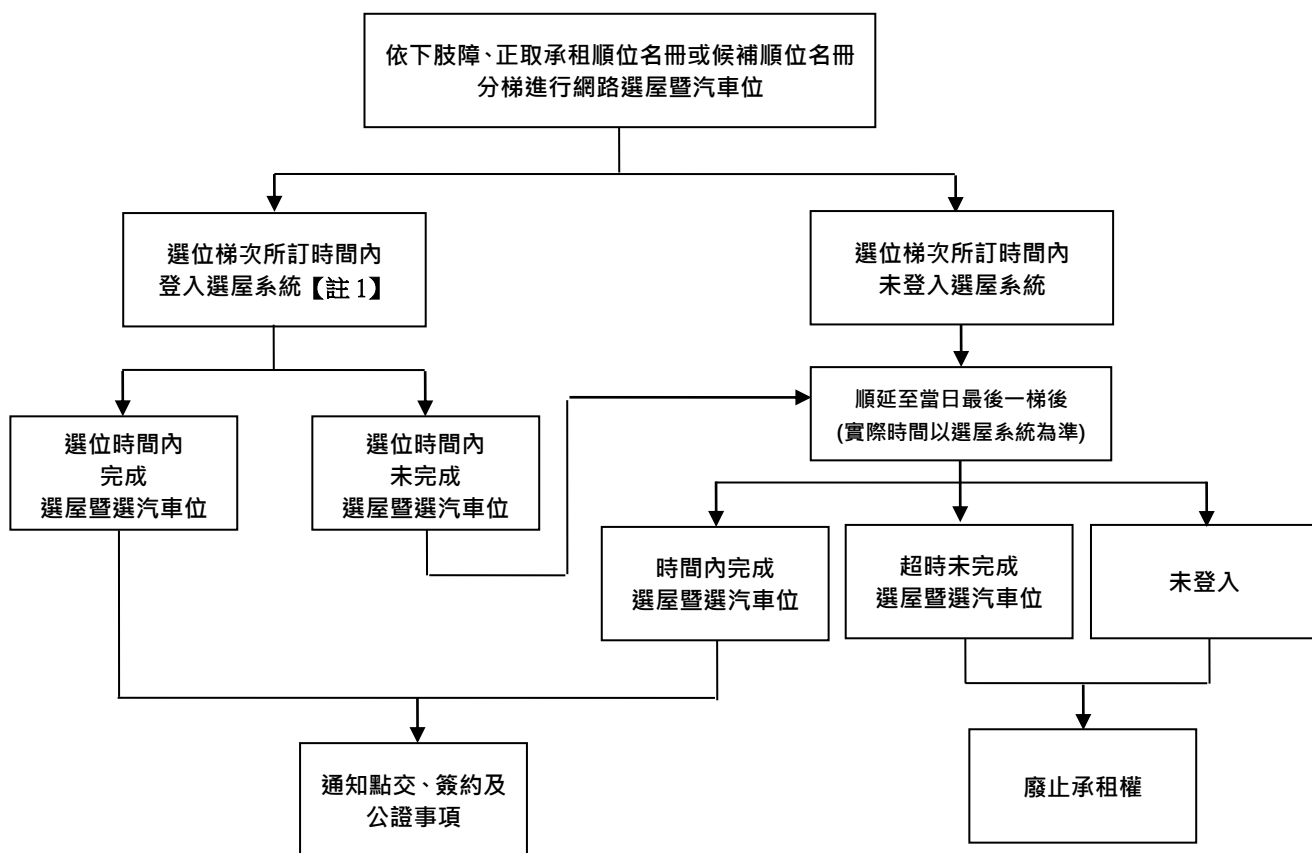 依下肢障、正取承租順位名冊或候補順位名冊
分梯進行網路選屋暨汽車位
選位梯次所訂時間內
登入選屋系統【註1】
選位梯次所訂時間內
未登入選屋系統
順延至當日最後一梯後
(實際時間以選屋系統為準)
選位時間內
完成
選屋暨選汽車位
選位時間內
未完成
選屋暨選汽車位
時間內完成
選屋暨選汽車位
超時未完成
選屋暨選汽車位
未登入
通知點交、簽約及
公證事項
廢止承租權